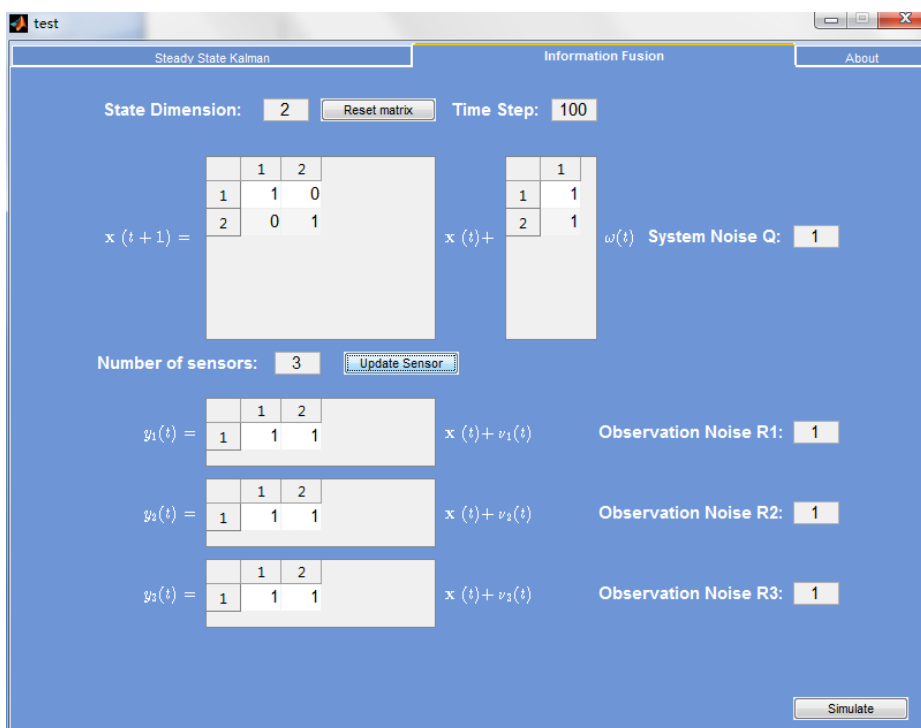 test
Steady State Kalman Information Fusion About
State Dimension: 2 Reset matrix Time Step: 100
1 2 1
1 1 0 1 1
x (t + 1) = 2 0 1 x (t)+ 2 1 ω(t) System Noise Q: 1
Number of sensors: 3 Update Sensor
1 2
y₁(t) = 1 1 1 x (t)+ ν₁(t) Observation Noise R1: 1
1 2
y₂(t) = 1 1 1 x (t)+ ν₂(t) Observation Noise R2: 1
1 2
y₃(t) = 1 1 1 x (t)+ ν₃(t) Observation Noise R3: 1
Simulate